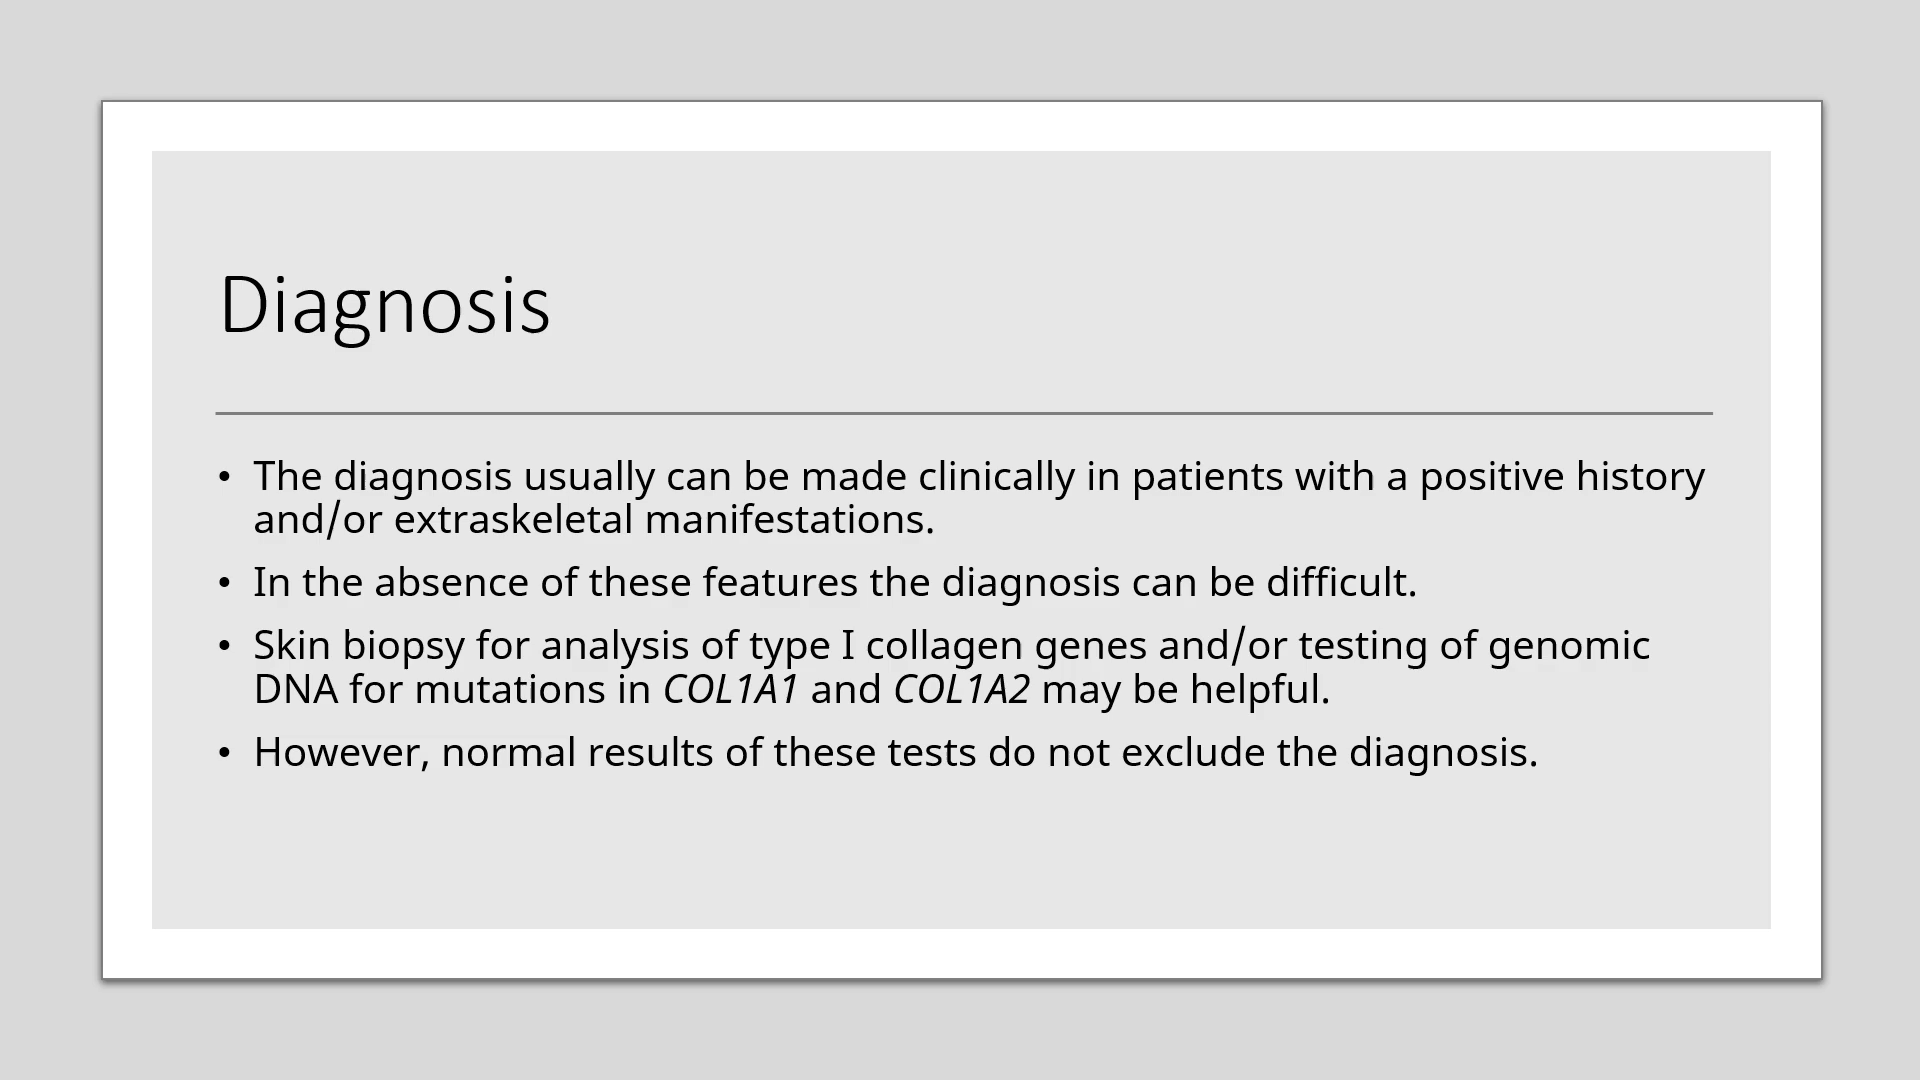 Diagnosis
• The diagnosis usually can be made clinically in patients with a positive history
and/or extraskeletal manifestations.
• In the absence of these features the diagnosis can be difficult.
• Skin biopsy for analysis of type I collagen genes and/or testing of genomic
DNA for mutations in COL1A1 and COL1A2 may be helpful.
• However, normal results of these tests do not exclude the diagnosis.